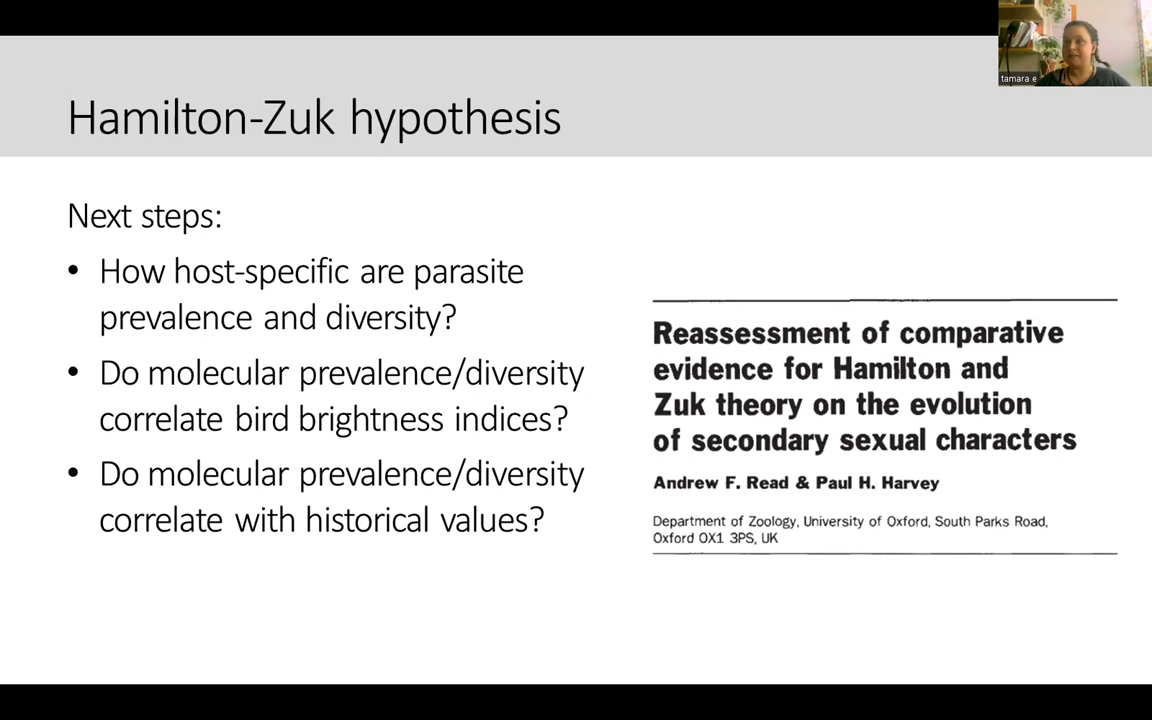 tamara e
Hamilton-Zuk hypothesis
Next steps:
• How host-specific are parasite
prevalence and diversity?
• Do molecular prevalence/diversity
correlate bird brightness indices?
• Do molecular prevalence/diversity
correlate with historical values?
Reassessment of comparative
evidence for Hamilton and
Zuk theory on the evolution
of secondary sexual characters
Andrew F. Read & Paul H. Harvey
Department of Zoology, University of Oxford, South Parks Road,
Oxford OX1 3PS, UK